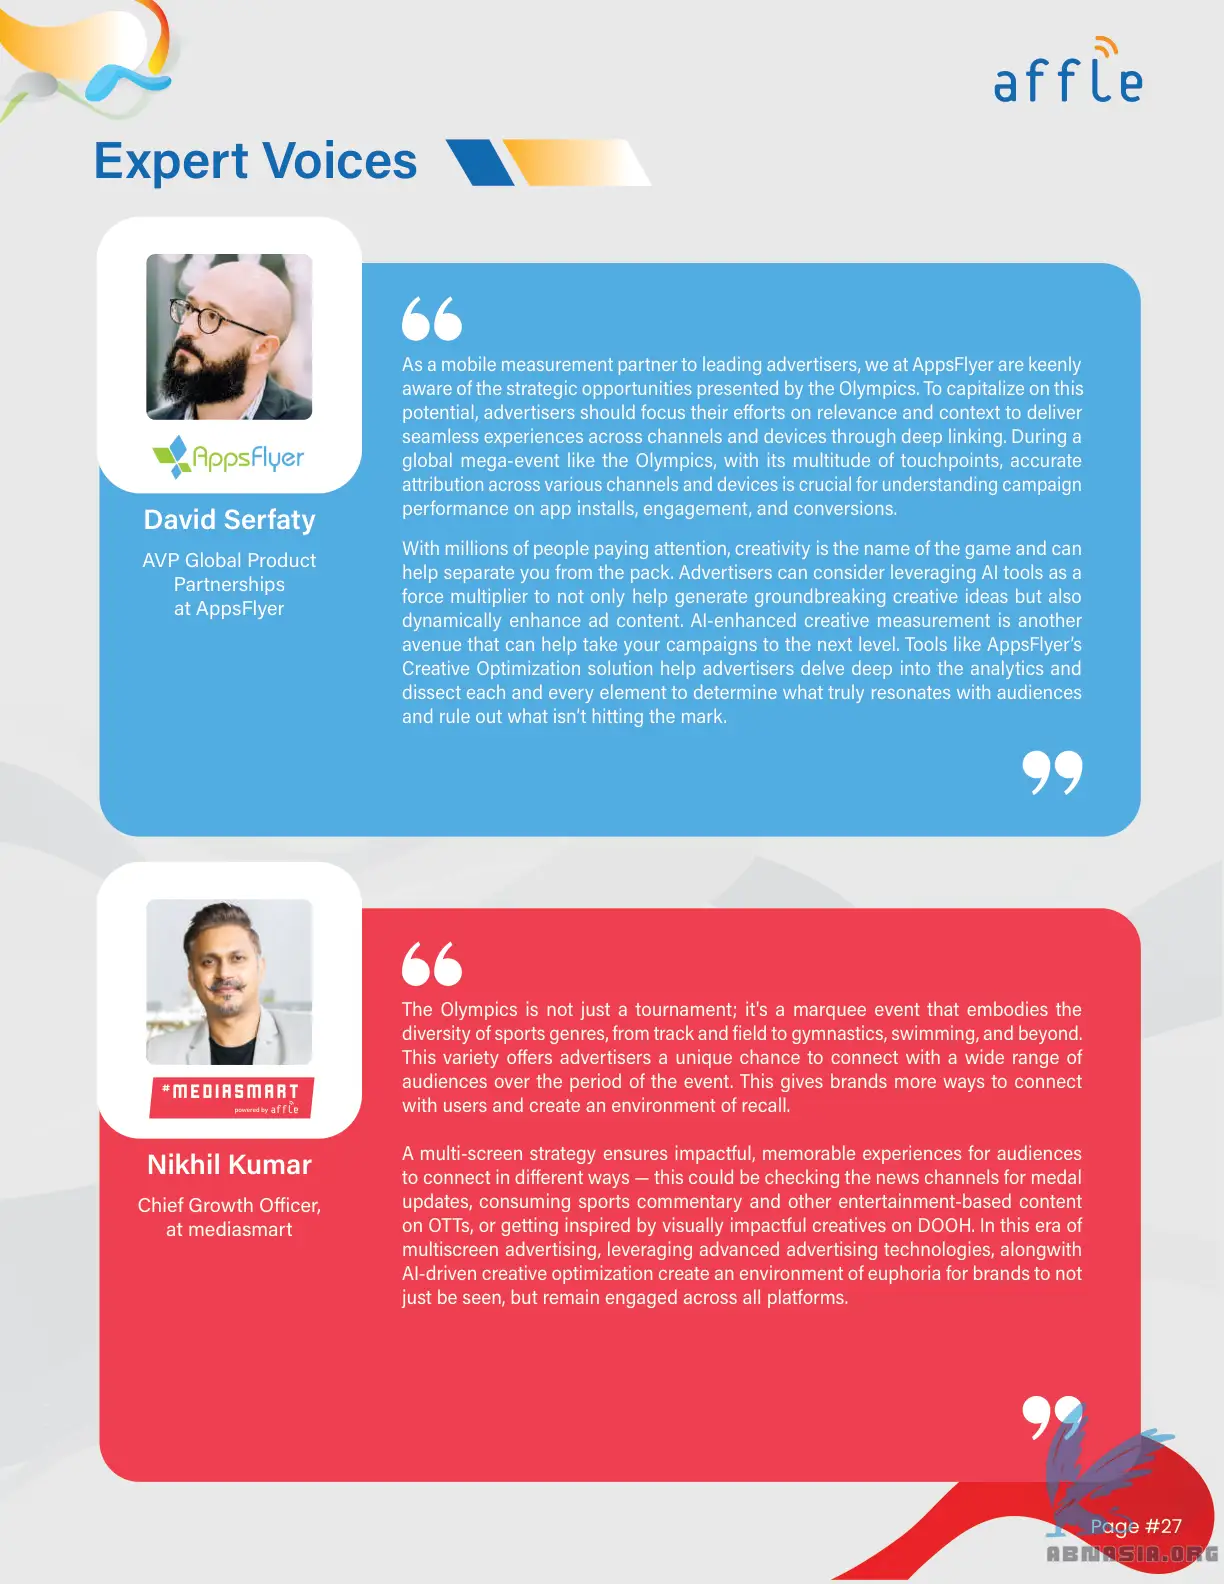 affle
Expert Voices
As a mobile measurement partner to leading advertisers, we at AppsFlyer are keenly
aware of the strategic opportunities presented by the Olympics. To capitalize on this
potential, advertisers should focus their efforts on relevance and context to deliver
seamless experiences across channels and devices through deep linking. During a
global mega-event like the Olympics, with its multitude of touchpoints, accurate
attribution across various channels and devices is crucial for understanding campaign
performance on app installs, engagement, and conversions.
With millions of people paying attention, creativity is the name of the game and can
help separate you from the pack. Advertisers can consider leveraging AI tools as a
force multiplier to not only help generate groundbreaking creative ideas but also
dynamically enhance ad content. AI-enhanced creative measurement is another
avenue that can help take your campaigns to the next level. Tools like AppsFlyer's
Creative Optimization solution help advertisers delve deep into the analytics and
dissect each and every element to determine what truly resonates with audiences
and rule out what isn't hitting the mark.
AppsFlyer
David Serfaty
AVP Global Product
Partnerships
at AppsFlyer
The Olympics is not just a tournament; it's a marquee event that embodies the
diversity of sports genres, from track and field to gymnastics, swimming, and beyond.
This variety offers advertisers a unique chance to connect with a wide range of
audiences over the period of the event. This gives brands more ways to connect
with users and create an environment of recall.
A multi-screen strategy ensures impactful, memorable experiences for audiences
to connect in different ways — this could be checking the news channels for medal
updates, consuming sports commentary and other entertainment-based content
on OTTs, or getting inspired by visually impactful creatives on DOOH. In this era of
multiscreen advertising, leveraging advanced advertising technologies, alongwith
AI-driven creative optimization create an environment of euphoria for brands to not
just be seen, but remain engaged across all platforms.
#MEDIASMART
powered by affle
Nikhil Kumar
Chief Growth Officer,
at mediasmart
Page #27
ABNASIA.ORG